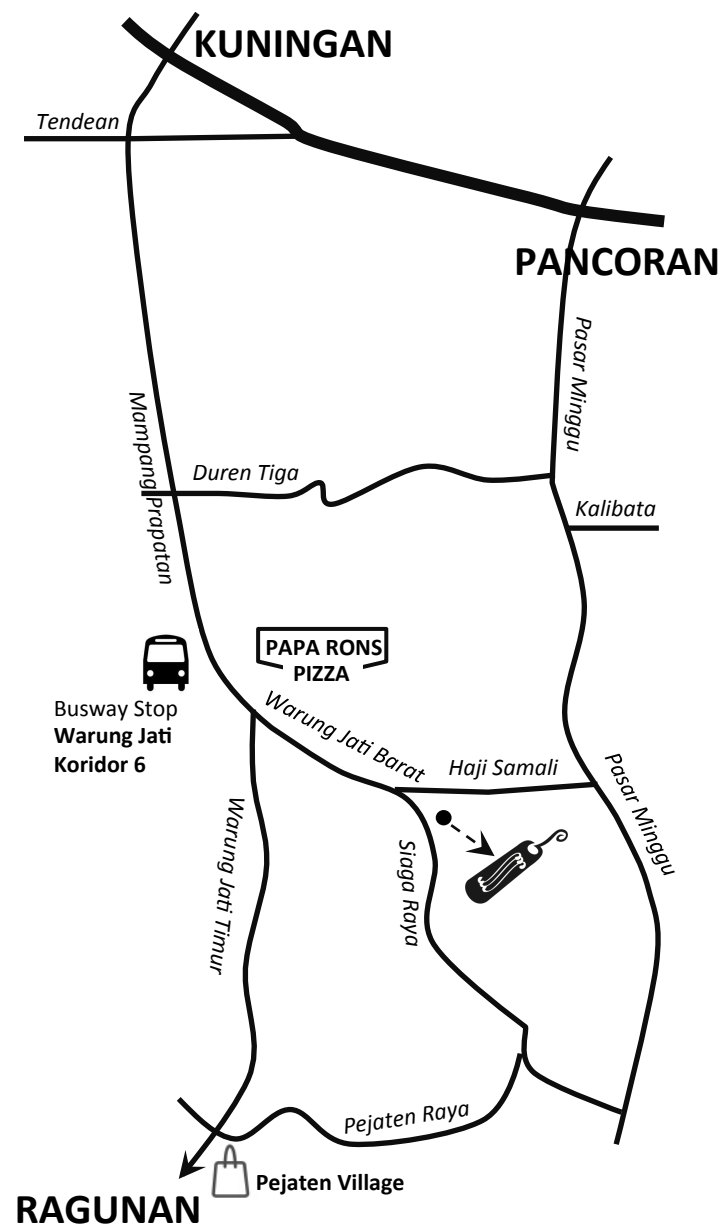 KUNINGAN
Tendean
PANCORAN
Pasar Minggu
Mampang Prapatan
Duren Tiga
Kalibata
PAPA RONS
PIZZA
Busway Stop
Warung Jati
Koridor 6
Warung Jati Barat
Haji Samali
Pasar Minggu
Warung Jati Timur
Siaga Raya
Pejaten Raya
Pejaten Village
RAGUNAN